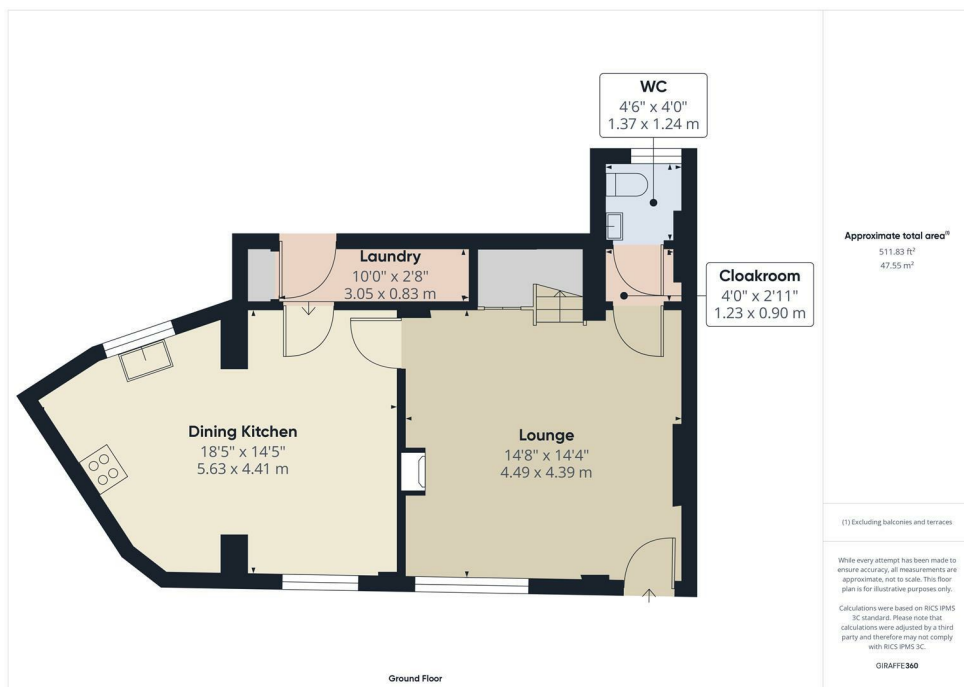 WC
4'6" x 4'0"
1.37 x 1.24 m
Laundry
10'0" x 2'8"
3.05 x 0.83 m
Cloakroom
4'0" x 2'11"
1.23 x 0.90 m
Dining Kitchen
18'5" x 14'5"
5.63 x 4.41 m
Lounge
14'8" x 14'4"
4.49 x 4.39 m
Ground Floor
Approximate total area(1)
511.83 ft²
47.55 m²
(1) Excluding balconies and terraces
While every attempt has been made to
ensure accuracy, all measurements are
approximate, not to scale. This floor
plan is for illustrative purposes only.
Calculations were based on RICS IPMS
3C standard. Please note that
calculations were adjusted by a third
party and therefore may not comply
with RICS IPMS 3C.
GIRAFFE360